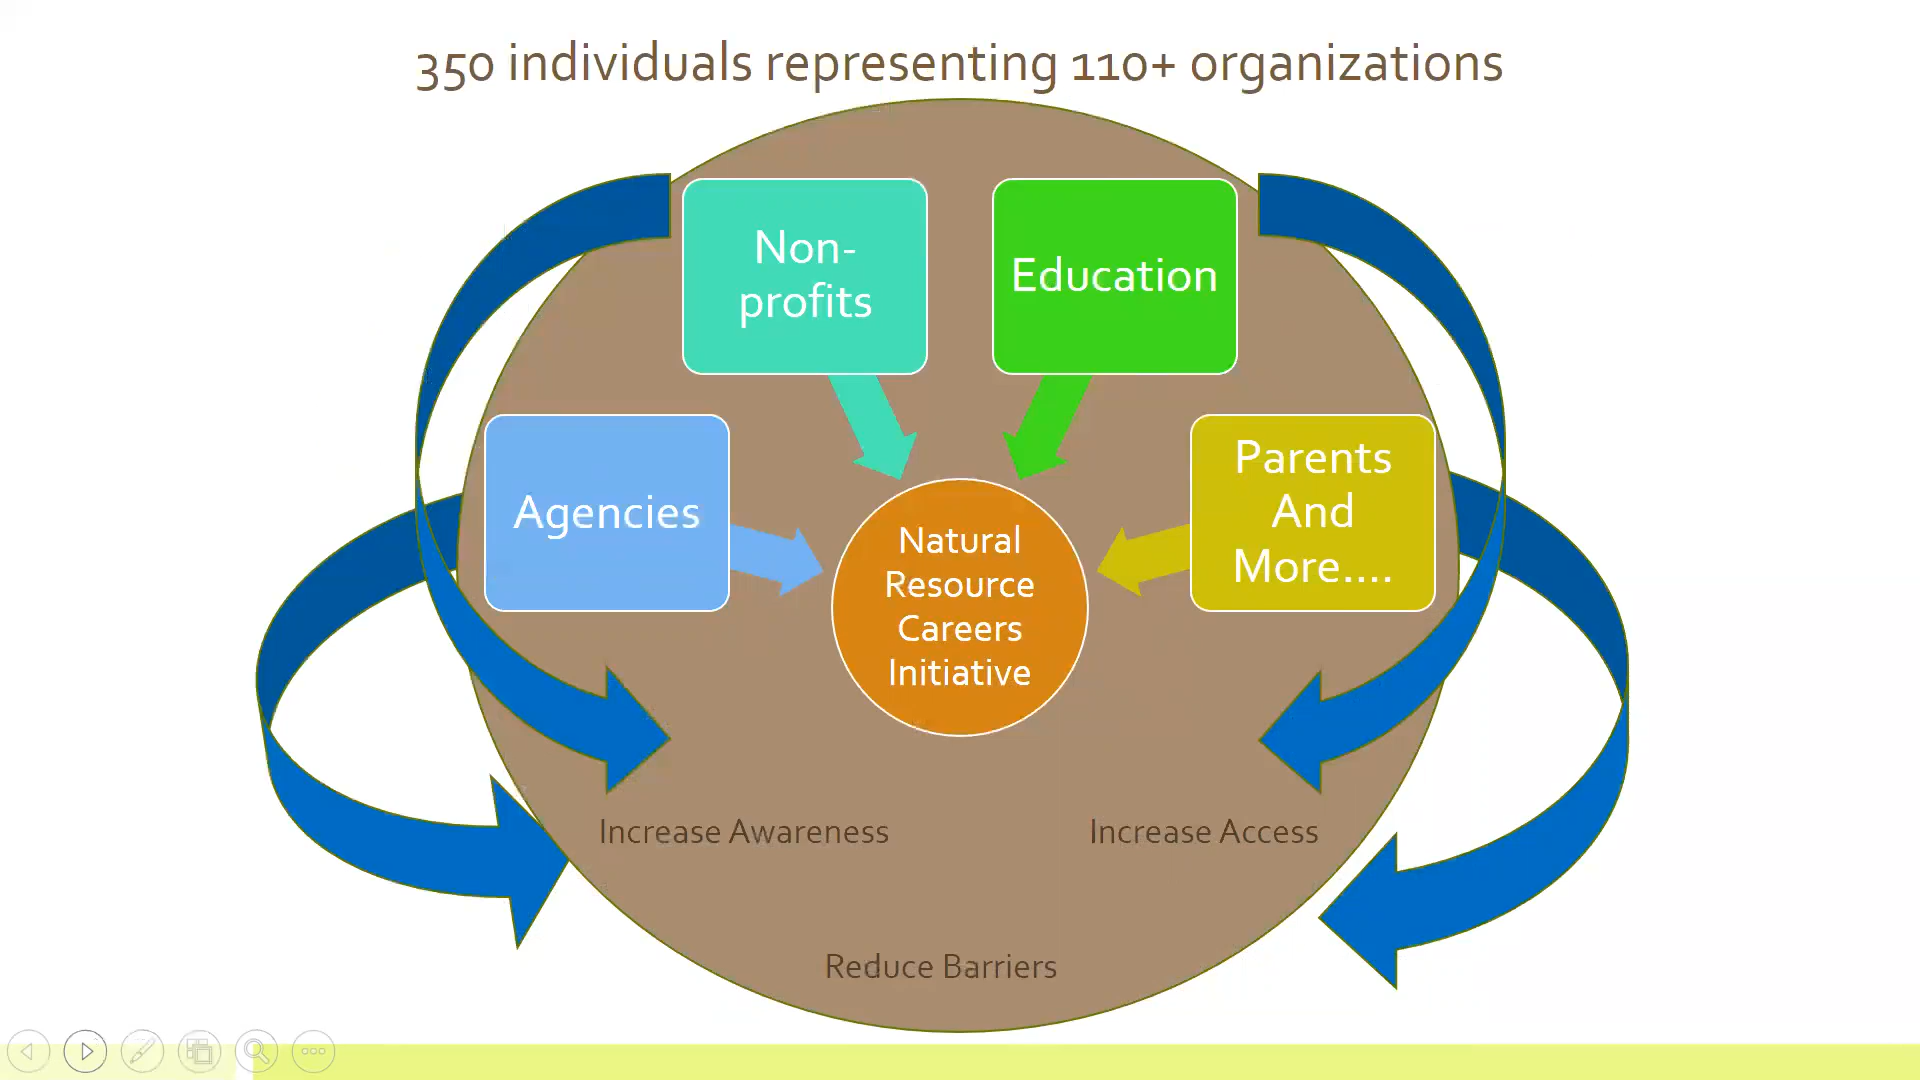 350 individuals representing 110+ organizations
Non-
profits
Education
Agencies
Parents
And
More....
Natural
Resource
Careers
Initiative
Increase Awareness
Increase Access
Reduce Barriers